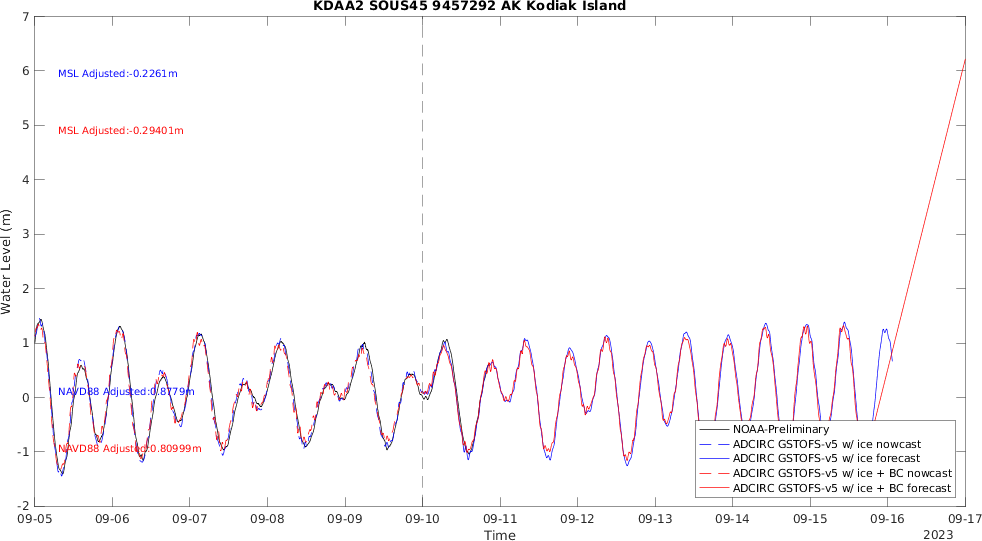 KDAA2 SOUS45 9457292 AK Kodiak Island
7
6
5
4
3
2
1
0
-1
-2
Water Level (m)
MSL Adjusted:-0.2261m
MSL Adjusted:-0.29401m
NAVD88 Adjusted:0.8779m
NAVD88 Adjusted:0.80999m
NOAA-Preliminary
ADCIRC GSTOFS-v5 w/ ice nowcast
ADCIRC GSTOFS-v5 w/ ice forecast
ADCIRC GSTOFS-v5 w/ ice + BC nowcast
ADCIRC GSTOFS-v5 w/ ice + BC forecast
09-05 09-06 09-07 09-08 09-09 09-10 09-11 09-12 09-13 09-14 09-15 09-16 09-17
Time
2023